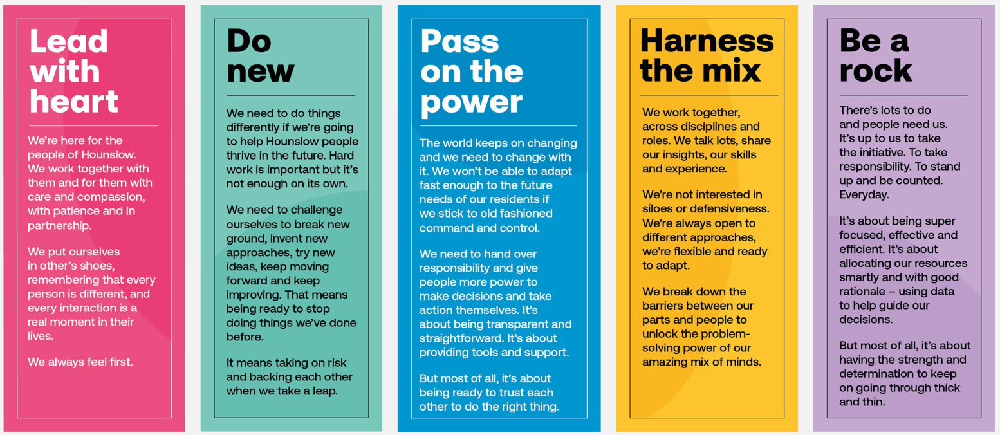 Lead
with
heart
We're here for the
people of Hounslow.
We work together with
them and for them with
care and compassion,
with patience and in
partnership.
We put ourselves
in other's shoes,
remembering that every
person is different, and
every interaction is a
real moment in their
lives.
We always feel first.
Do
new
We need to do things
differently if we're going
to help Hounslow people
thrive in the future. Hard
work is important but it's
not enough on its own.
We need to challenge
ourselves to break new
ground, invent new
approaches, try new
ideas, keep moving
forward and keep
improving. That means
being ready to stop
doing things we've done
before.
It means taking on risk
and backing each other
when we take a leap.
Pass
on the
power
The world keeps on changing
and we need to change with
it. We won't be able to adapt
fast enough to the future
needs of our residents if
we stick to old fashioned
command and control.
We need to hand over
responsibility and give
people more power to
make decisions and take
action themselves. It's
about being transparent and
straightforward. It's about
providing tools and support.
But most of all, it's about
being ready to trust each
other to do the right thing.
Harness
the mix
We work together,
across disciplines and
roles. We talk lots, share
our insights, our skills
and experience.
We're not interested in
siloes or defensiveness.
We're always open to
different approaches,
we're flexible and ready
to adapt.
We break down the
barriers between our
parts and people to
unlock the problem-
solving power of our
amazing mix of minds.
Be a
rock
There's lots to do
and people need us.
It's up to us to take
the initiative. To take
responsibility. To stand
up and be counted.
Everyday.
It's about being super
focused, effective and
efficient. It's about
allocating our resources
smartly and with good
rationale – using data
to help guide our
decisions.
But most of all, it's about
having the strength and
determination to keep
on going through thick
and thin.